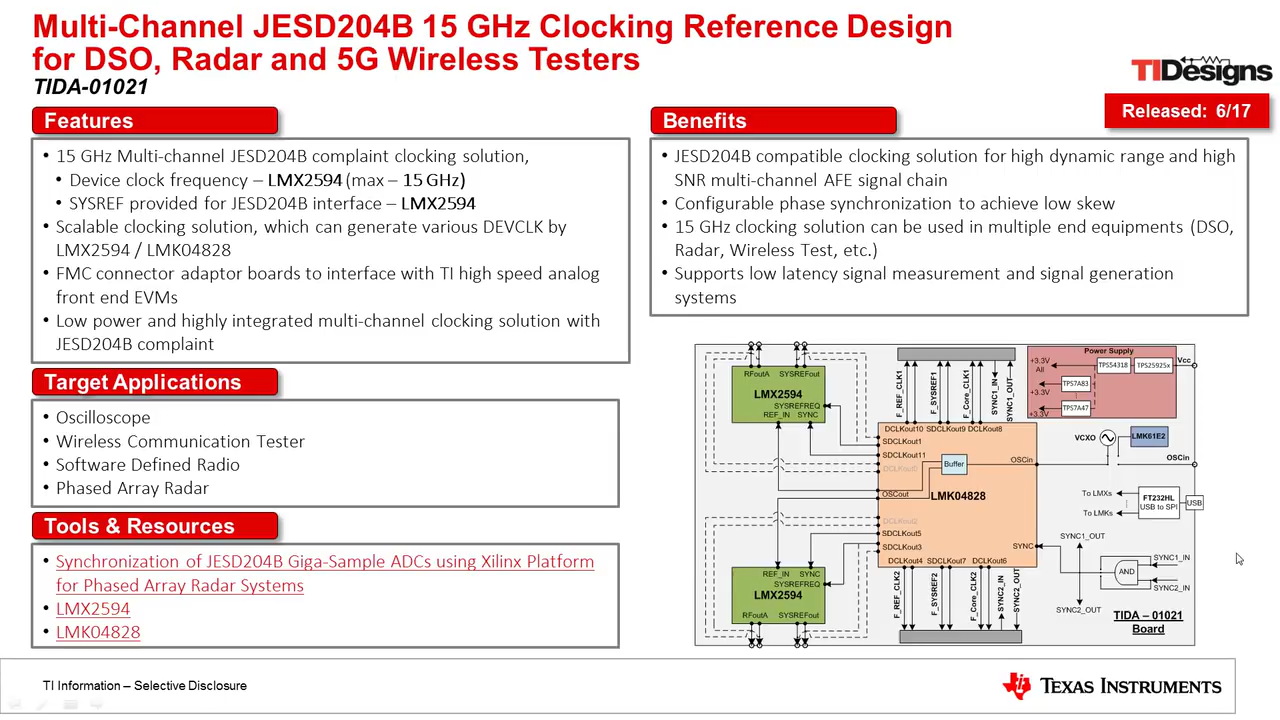 Multi-Channel JESD204B 15 GHz Clocking Reference Design
for DSO, Radar and 5G Wireless Testers
TIDA-01021
TIDesigns
Released: 6/17
Features
• 15 GHz Multi-channel JESD204B complaint clocking solution,
• Device clock frequency – LMX2594 (max – 15 GHz)
• SYSREF provided for JESD204B interface – LMX2594
• Scalable clocking solution, which can generate various DEVCLK by
LMX2594 / LMK04828
• FMC connector adaptor boards to interface with TI high speed analog
front end EVMs
• Low power and highly integrated multi-channel clocking solution with
JESD204B complaint
Target Applications
• Oscilloscope
• Wireless Communication Tester
• Software Defined Radio
• Phased Array Radar
Tools & Resources
• Synchronization of JESD204B Giga-Sample ADCs using Xilinx Platform
for Phased Array Radar Systems
• LMX2594
• LMK04828
Benefits
• JESD204B compatible clocking solution for high dynamic range and high
SNR multi-channel AFE signal chain
• Configurable phase synchronization to achieve low skew
• 15 GHz clocking solution can be used in multiple end equipments (DSO,
Radar, Wireless Test, etc.)
• Supports low latency signal measurement and signal generation
systems
RFoutA SYSREFout
LMX2594
SYSREFREQ
REF_IN SYNC
F_REF_CLK1
F_SYSREF1
F_Core_CLK1
SYNC1_IN
SYNC1_OUT
Power Supply
+3.3V
All
TPS54318
TPS25925x
Vcc
TPS7A83
+3.3V
TPS7A47
+3.3V
DCLKout10 SDCLKout9 DCLKout8
SDCLKout1
SDCLKout11
DCLKout0
Buffer
OSCin
OSCout
LMK04828
DCLKout2
SDCLKout5
SDCLKout3
SYNC
DCLKout4 SDCLKout7 DCLKout6
VCXO
LMK61E2
OSCin
To LMXs
To LMKs
FT232HL
USB to SPI
USB
SYNC1_OUT
SYNC1_IN
AND
SYNC2_IN
SYNC2_OUT
REF_IN SYNC
SYSREFREQ
LMX2594
RFoutA SYSREFout
F_REF_CLK2
F_SYSREF2
F_Core_CLK2
SYNC2_IN
SYNC2_OUT
TIDA – 01021
Board
TI Information – Selective Disclosure
TEXAS INSTRUMENTS